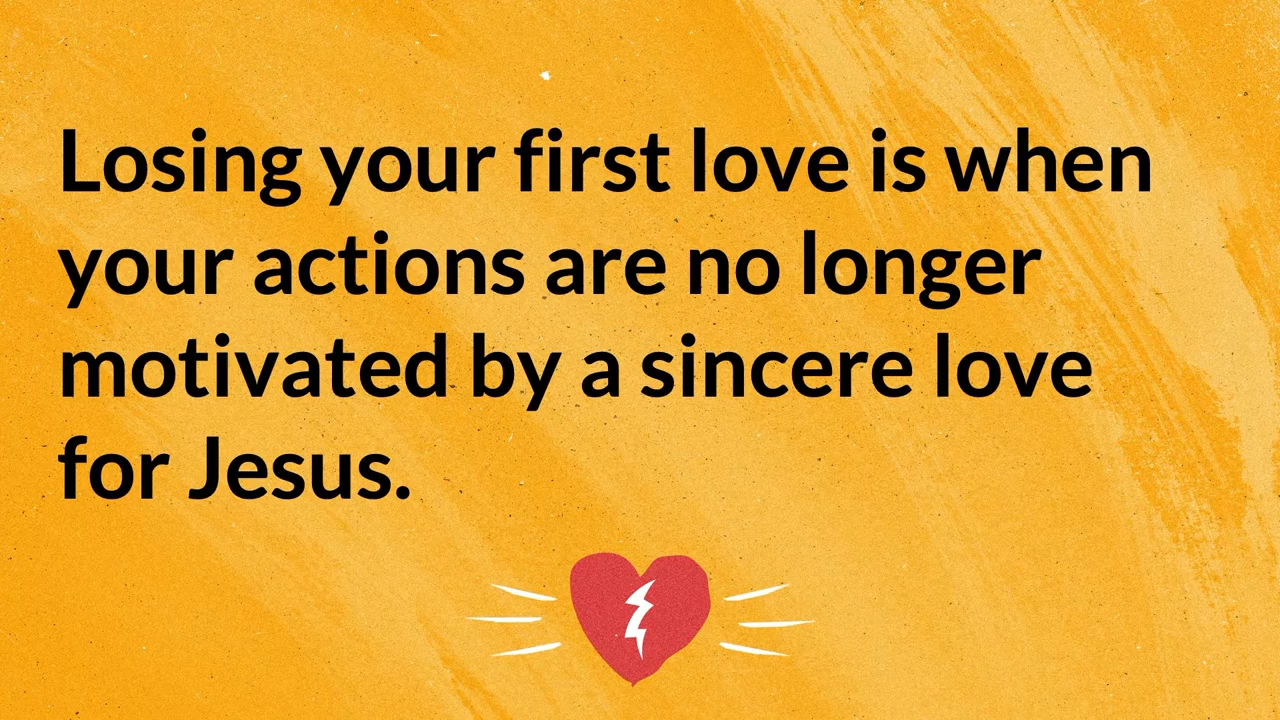 Losing your first love is when
your actions are no longer
motivated by a sincere love
for Jesus.